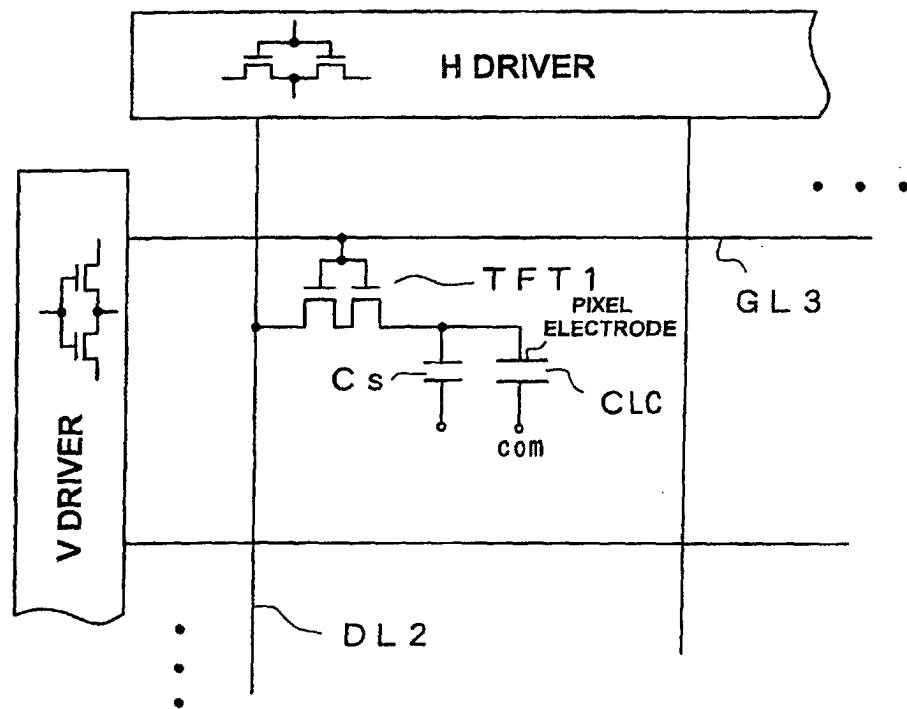 H DRIVER
TFT1
GL3
PIXEL
ELECTRODE
Cs
CLC
com
V DRIVER
DL2